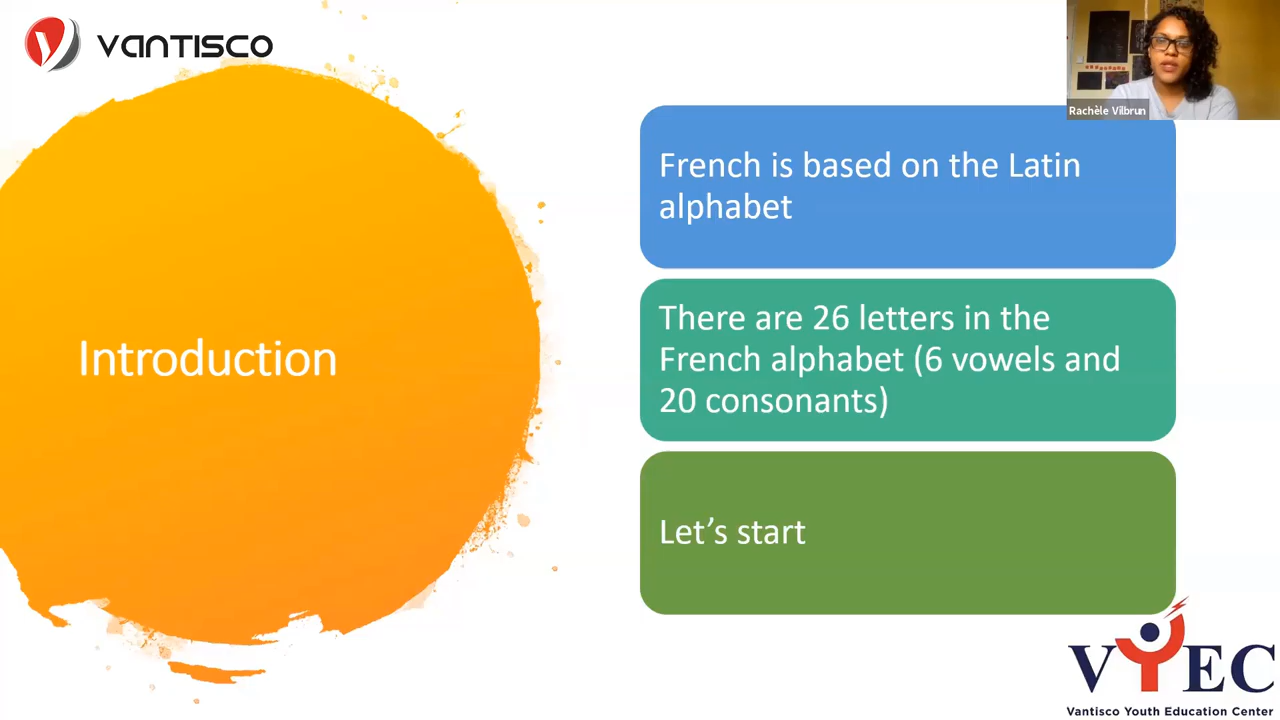 VANTISCO
Rachèle Vilbrun
Introduction
French is based on the Latin
alphabet
There are 26 letters in the
French alphabet (6 vowels and
20 consonants)
Let’s start
VYEC
Vantisco Youth Education Center